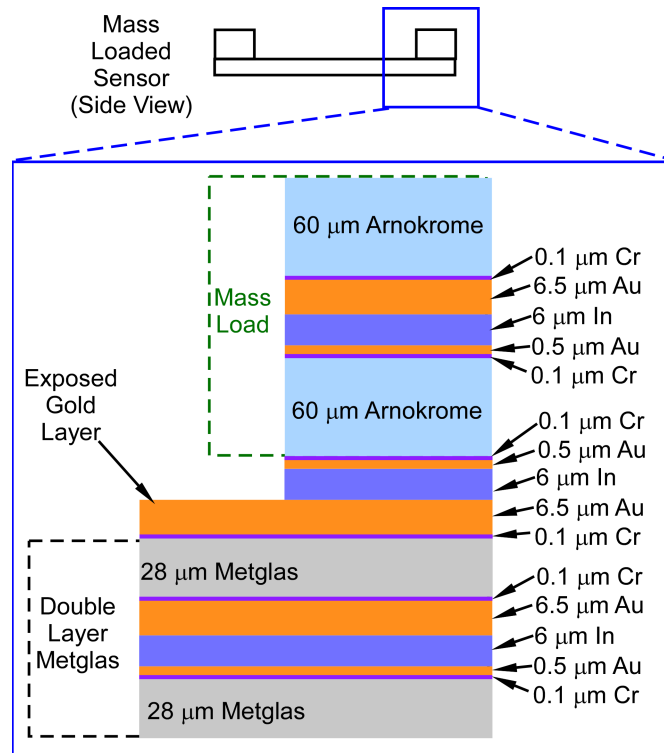 Mass
Loaded
Sensor
(Side View)
60 μm Arnokrome
0.1 μm Cr
6.5 μm Au
6 μm In
0.5 μm Au
0.1 μm Cr
Mass
Load
Exposed
Gold
Layer
60 μm Arnokrome
0.1 μm Cr
0.5 μm Au
6 μm In
6.5 μm Au
0.1 μm Cr
28 μm Metglas
0.1 μm Cr
6.5 μm Au
6 μm In
0.5 μm Au
0.1 μm Cr
Double
Layer
Metglas
28 μm Metglas